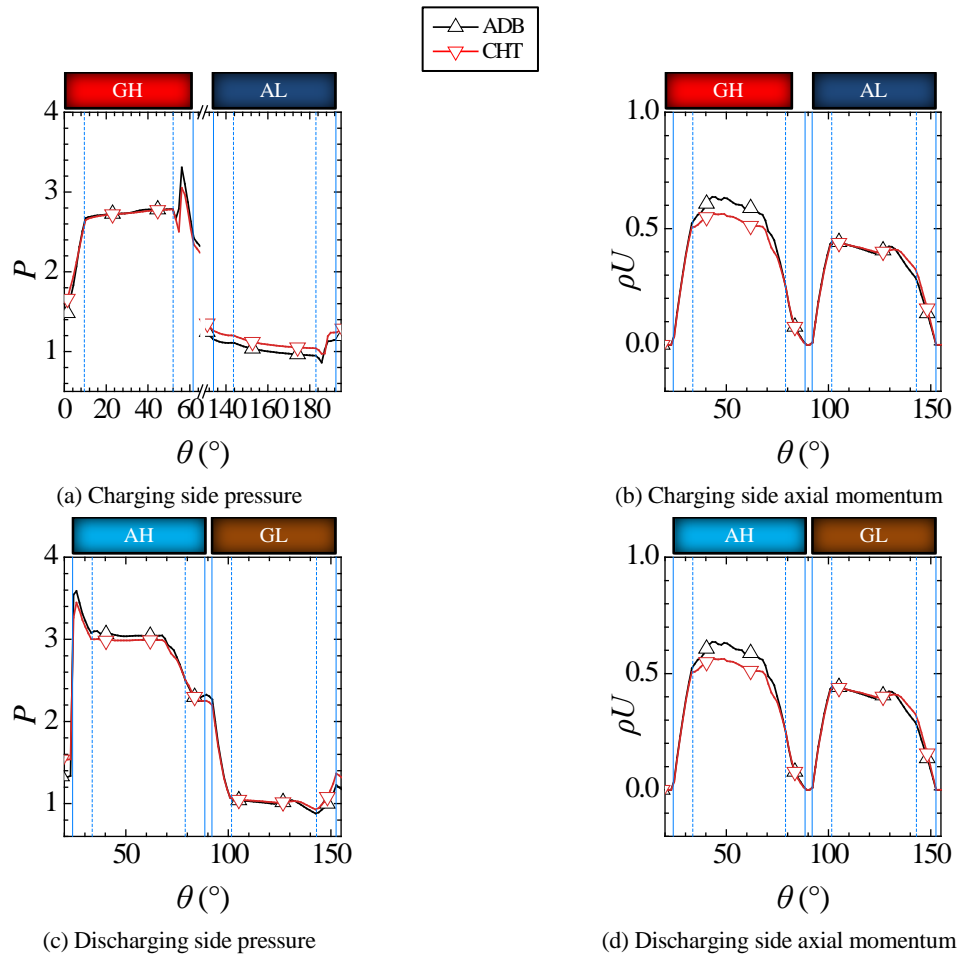 ADB
CHT
GH
AL
4
3
2
1
P
0
20
40
60
140
160
180
θ (°)
(a) Charging side pressure
GH
AL
1.0
0.5
0.0
ρU
50
100
150
θ (°)
(b) Charging side axial momentum
AH
GL
4
3
2
1
P
50
100
150
θ (°)
(c) Discharging side pressure
AH
GL
1.0
0.5
0.0
ρU
50
100
150
θ (°)
(d) Discharging side axial momentum